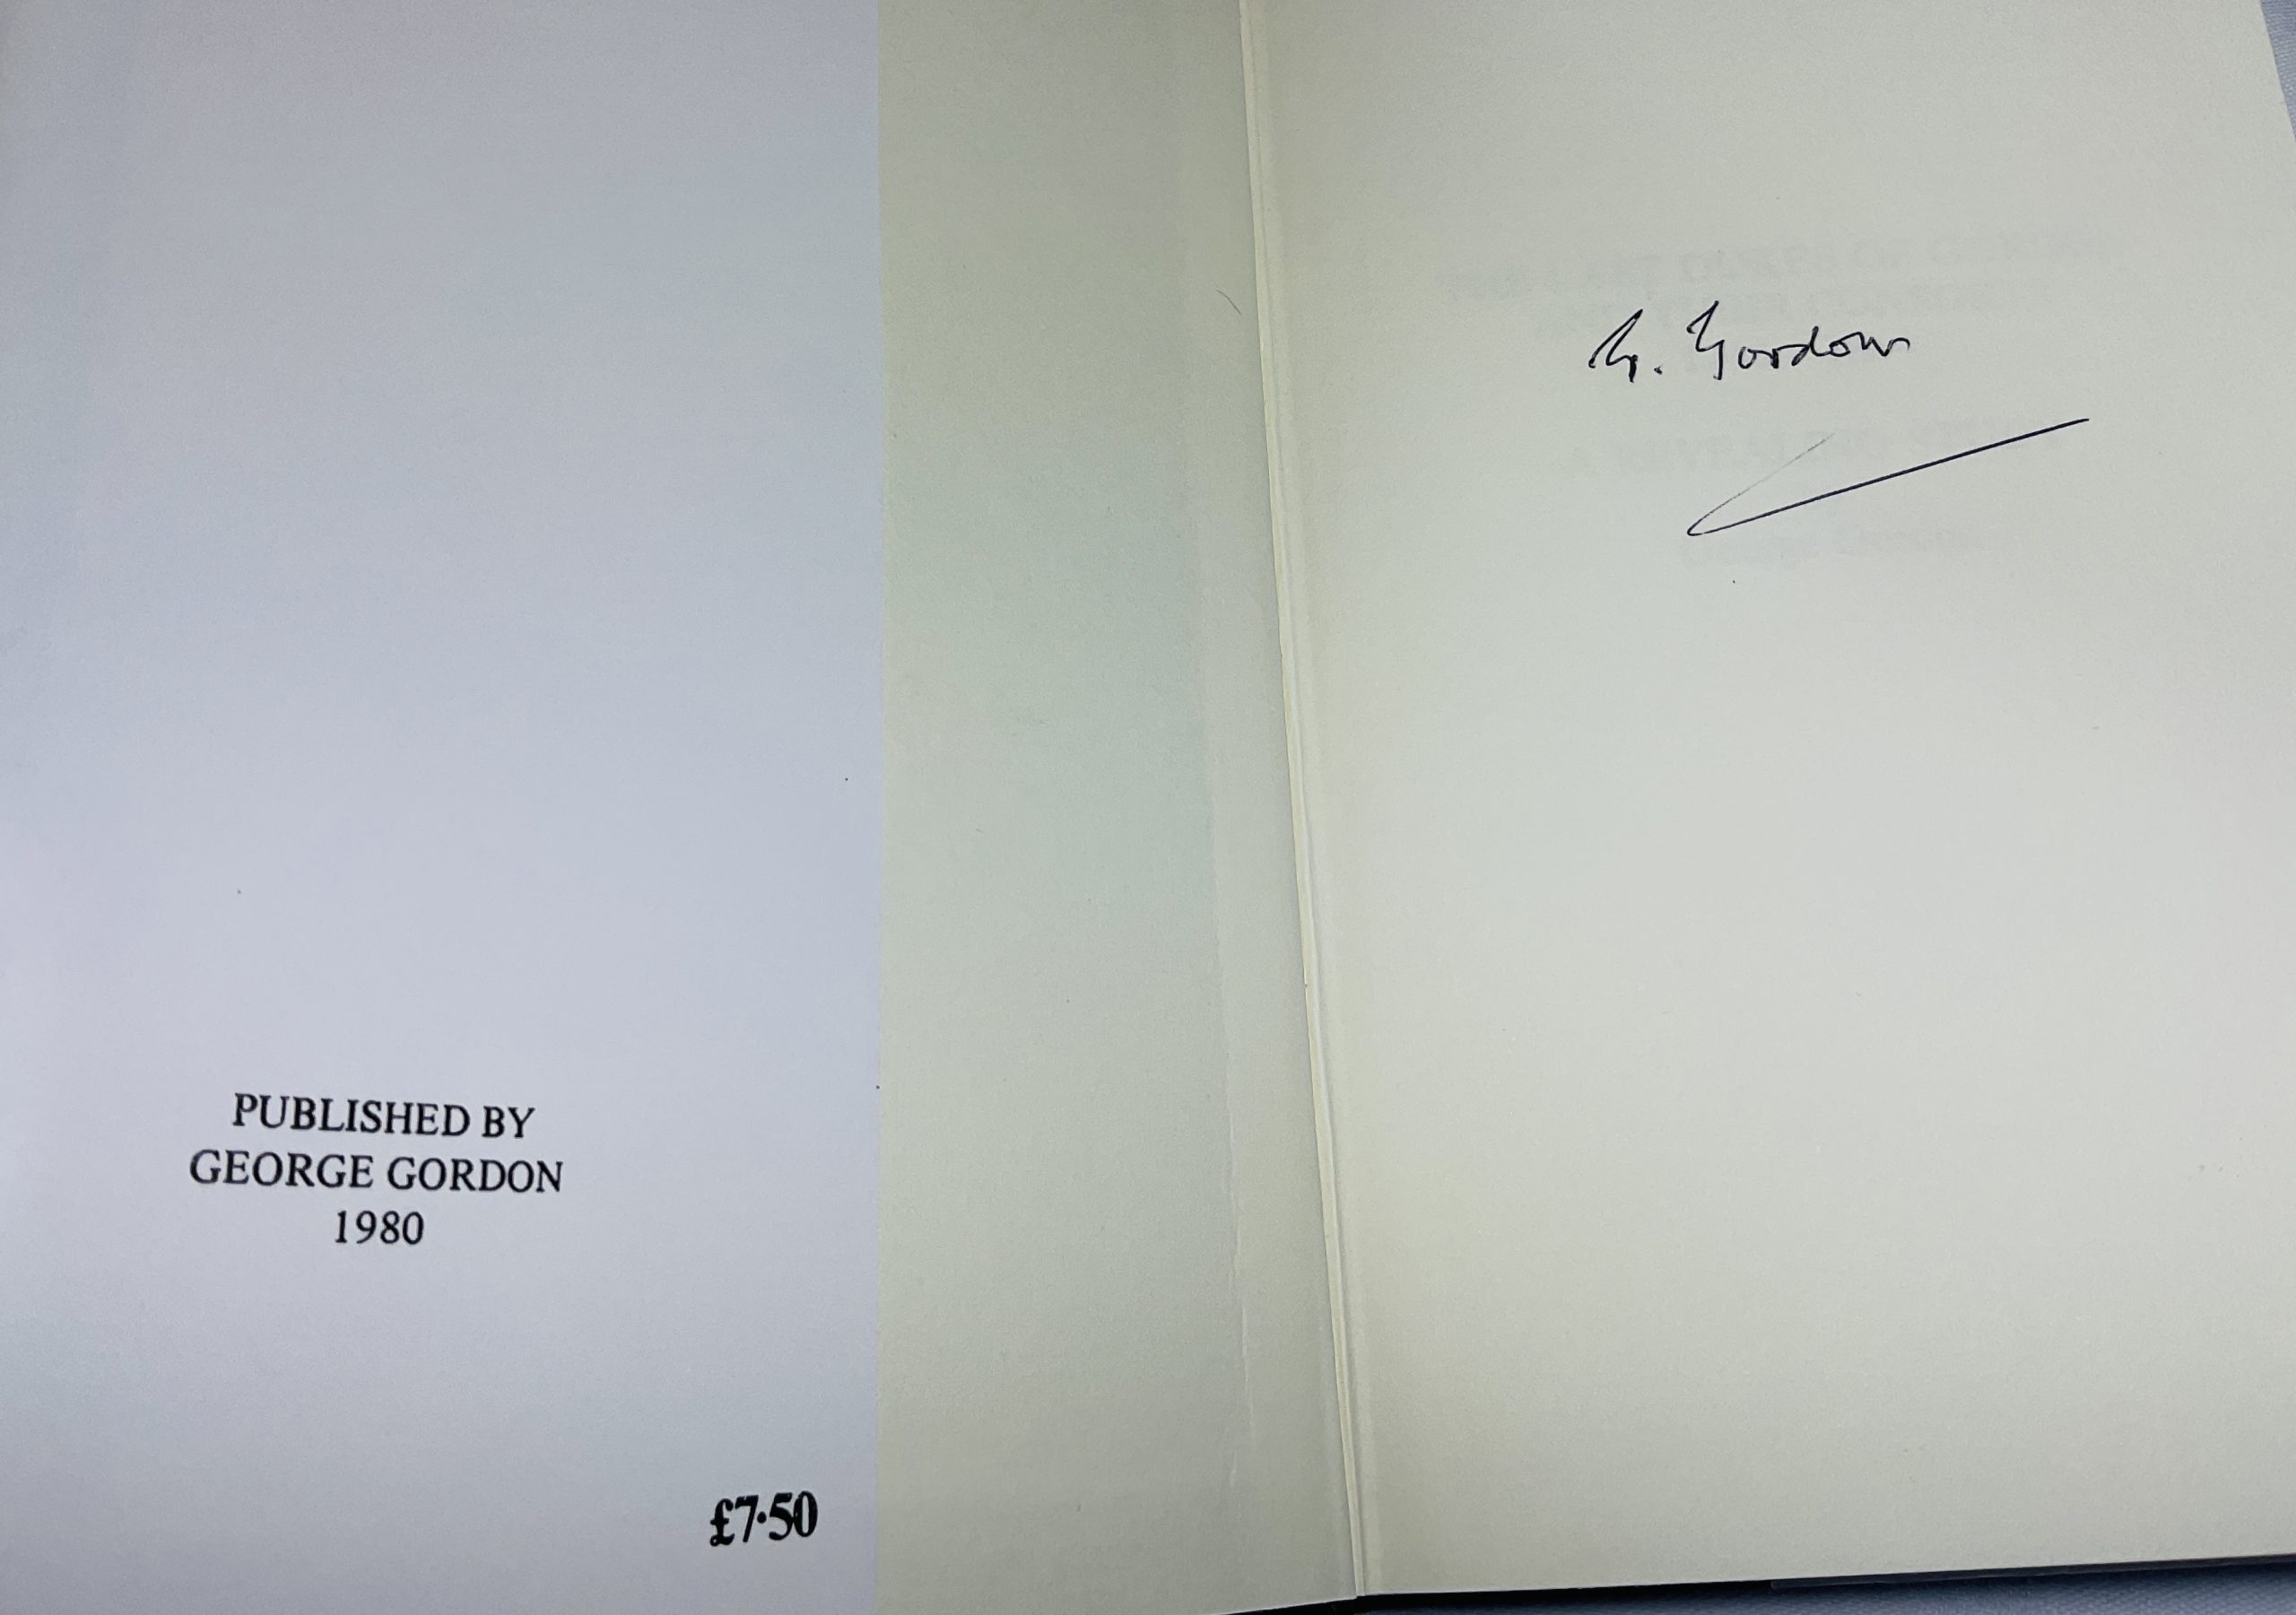 PUBLISHED BY
GEORGE GORDON
1980
£7·50
G. Gordon